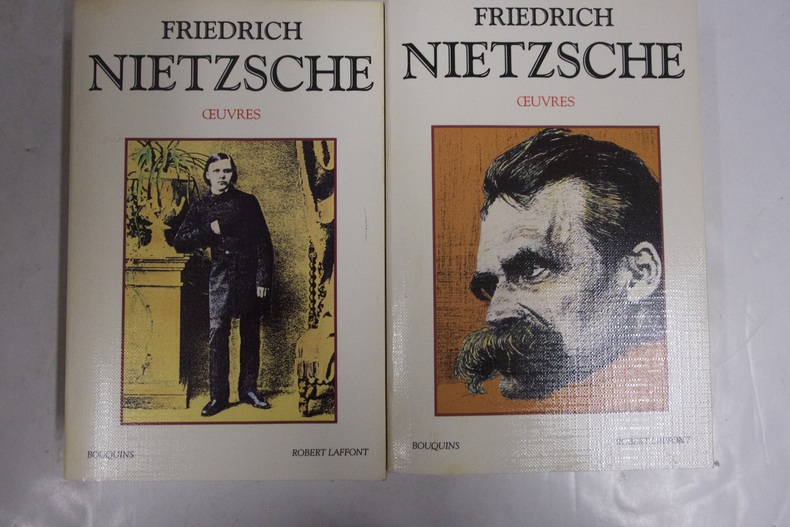 FRIEDRICH
NIETZSCHE
ŒUVRES
BOUQUINS
ROBERT LAFFONT
FRIEDRICH
NIETZSCHE
ŒUVRES
BOUQUINS
ROBERT LAFFONT